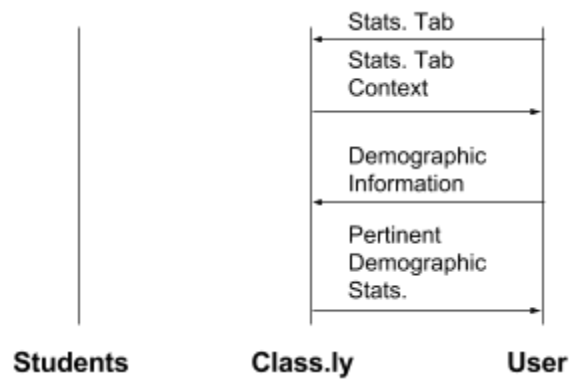 Stats. Tab
Stats. Tab
Context
Demographic
Information
Pertinent
Demographic
Stats.
Students Class.ly User